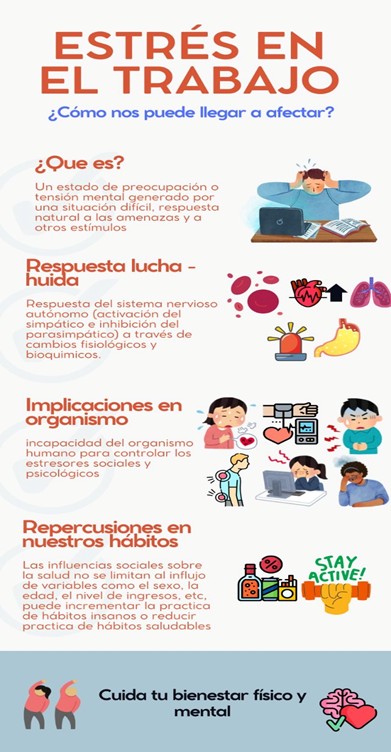 ESTRÉS EN
EL TRABAJO
¿Cómo nos puede llegar a afectar?
¿Que es?
Un estado de preocupación o
tensión mental generado por
una situación difícil, respuesta
natural a las amenazas y a
otros estímulos
Respuesta lucha -
huida
Respuesta del sistema nervioso
autónomo (activación del
simpático e inhibición del
parasimpático) a través de
cambios fisiológicos y
bioquimicos.
Implicaciones en
organismo
incapacidad del organismo
humano para controlar los
estresores sociales y
psicológicos
Repercusiones en
nuestros hábitos
Las influencias sociales sobre
la salud no se limitan al influjo
de variables como el sexo, la
edad, el nivel de ingresos, etc,
puede incrementar la practica
de hábitos insanos o reducir
practica de hábitos saludables
%
STAY
ACTIVE!
Cuida tu bienestar físico y
mental